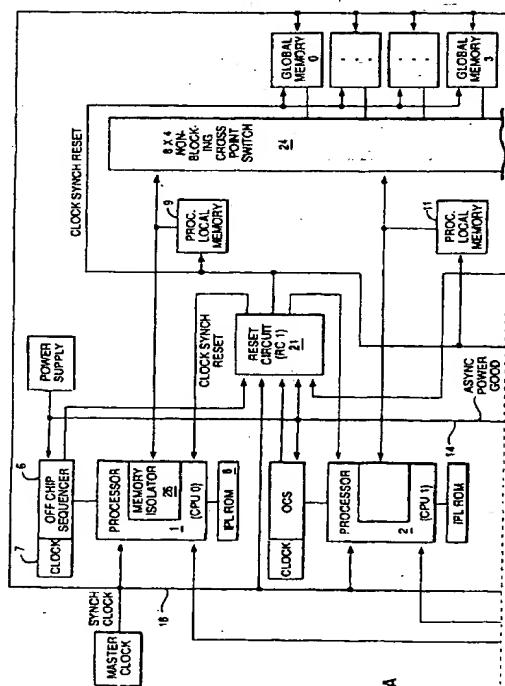 MASTER
CLOCK
SYNCH
CLOCK
16
7
6
CLOCK
OFF CHIP
SEQUENCER
POWER
SUPPLY
PROCESSOR
MEMORY
ISOLATOR
26
1
(CPU 0)
IPL ROM 8
CLOCK SYNCH
RESET
RESET
CIRCUIT
(RC 1)
21
9
PROC.
LOCAL
MEMORY
CLOCK SYNCH RESET
8 X 4
NON-
BLOCK-
ING
CROSS
POINT
SWITCH
24
GLOBAL
MEMORY
0
. . .
. . .
GLOBAL
MEMORY
3
CLOCK
OCS
PROCESSOR
2
(CPU 1)
IPL ROM
14
ASYNC
POWER
GOOD
11
PROC.
LOCAL
MEMORY
A